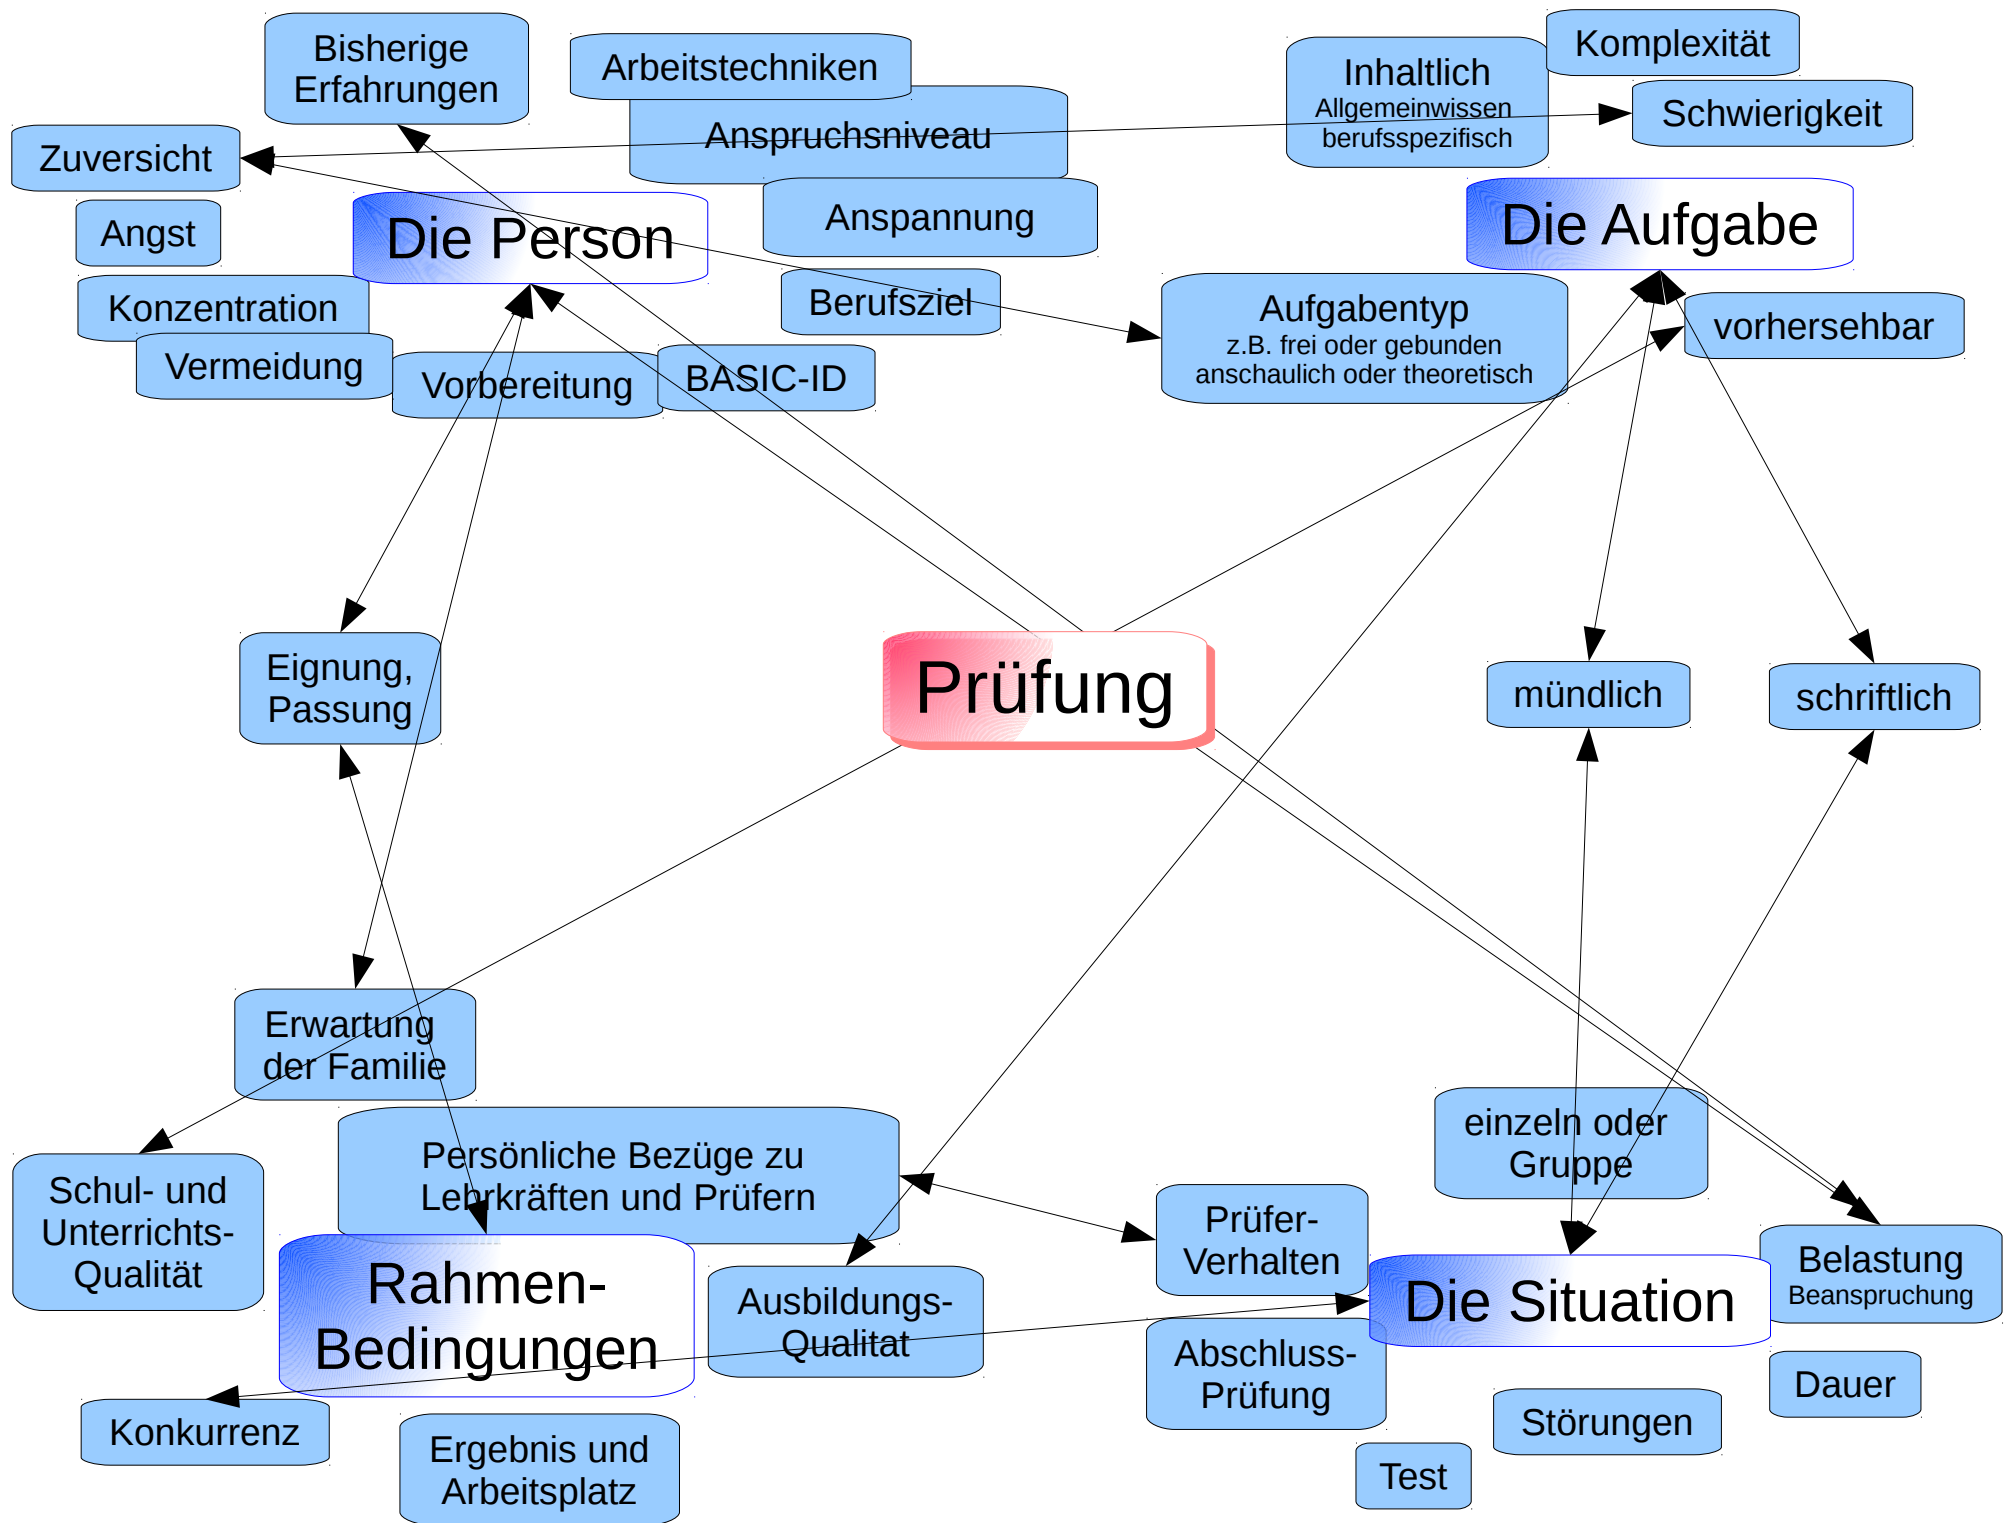 Bisherige
Erfahrungen
Arbeitstechniken
Anspruchsniveau
Inhaltlich
Allgemeinwissen
berufsspezifisch
Komplexität
Schwierigkeit
Zuversicht
Angst
Die Person
Anspannung
Die Aufgabe
Konzentration
Vermeidung
Vorbereitung
BASIC-ID
Berufsziel
Aufgabentyp
z.B. frei oder gebunden
anschaulich oder theoretisch
vorhersehbar
Eignung,
Passung
Prüfung
mündlich
schriftlich
Erwartung
der Familie
Schul- und
Unterrichts-
Qualität
Persönliche Bezüge zu
Lehrkräften und Prüfern
Rahmen-
Bedingungen
Ausbildungs-
Qualität
Konkurrenz
Ergebnis und
Arbeitsplatz
einzeln oder
Gruppe
Prüfer-
Verhalten
Die Situation
Belastung
Beanspruchung
Abschluss-
Prüfung
Dauer
Störungen
Test